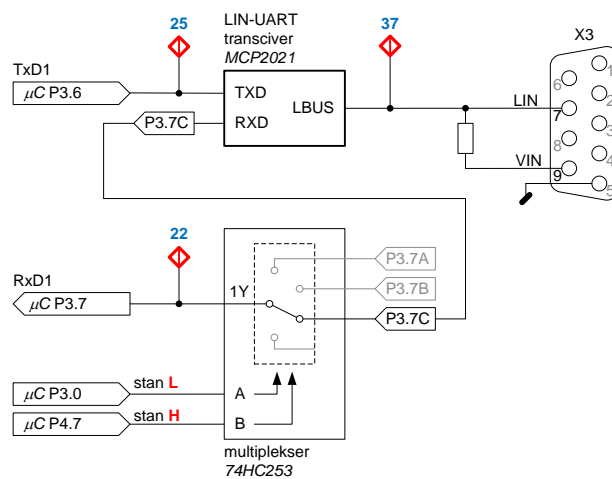 LIN-UART
transciver
MCP2021
25
37
X3
TxD1
μC P3.6
TXD
RXD
LBUS
P3.7C
LIN
VIN
1
6
2
7
3
8
4
9
5
22
RxD1
μC P3.7
1Y
P3.7A
P3.7B
P3.7C
μC P3.0
stan L
A
μC P4.7
stan H
B
multiplekser
74HC253